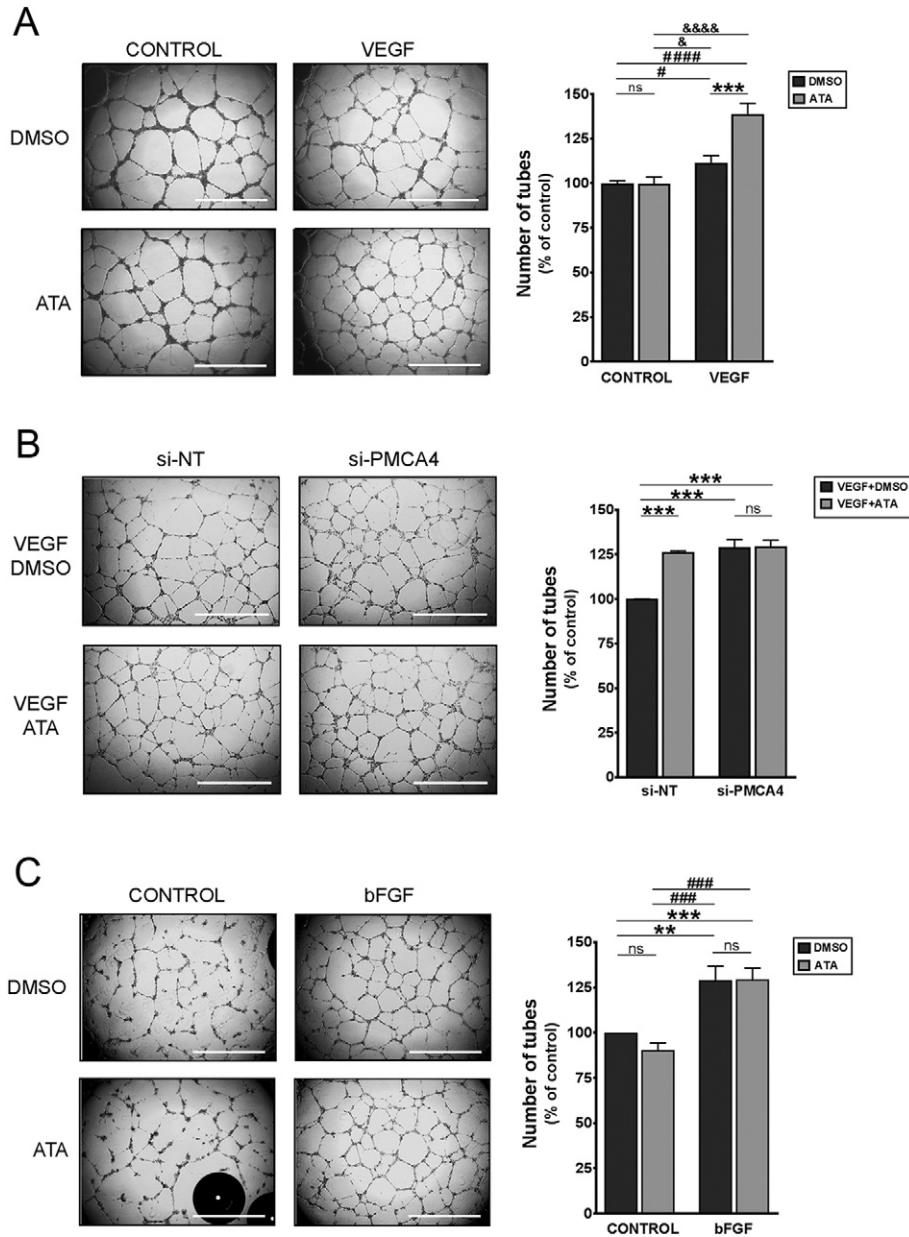 A
CONTROL VEGF
DMSO
ATA
&&&&
&
####
#
ns ***
DMSO
ATA
Number of tubes
(% of control)
150
125
100
75
50
25
0
CONTROL VEGF
B
si-NT si-PMCA4
VEGF
DMSO
VEGF
ATA
***
***
*** ns
VEGF+DMSO
VEGF+ATA
Number of tubes
(% of control)
150
125
100
75
50
25
0
si-NT si-PMCA4
C
CONTROL bFGF
DMSO
ATA
###
###
***
**
ns ns
DMSO
ATA
Number of tubes
(% of control)
150
125
100
75
50
25
0
CONTROL bFGF